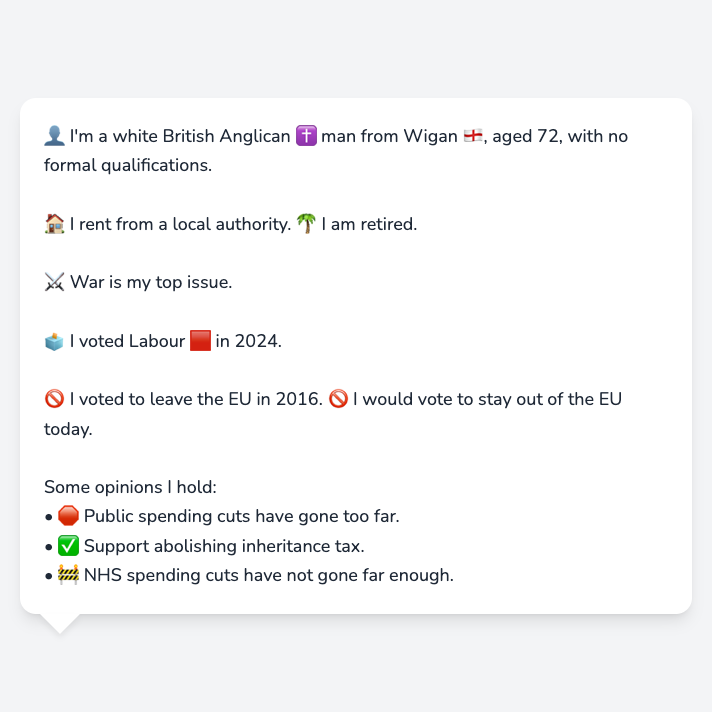 👤 I'm a white British Anglican ✝️ man from Wigan 🏴󠁧󠁢󠁥󠁮󠁧󠁿, aged 72, with no
formal qualifications.
🏠 I rent from a local authority. 🌴 I am retired.
⚔️ War is my top issue.
🗳️ I voted Labour 🟥 in 2024.
🚫 I voted to leave the EU in 2016. 🚫 I would vote to stay out of the EU
today.
Some opinions I hold:
• 🛑 Public spending cuts have gone too far.
• ✅ Support abolishing inheritance tax.
• 🚧 NHS spending cuts have not gone far enough.